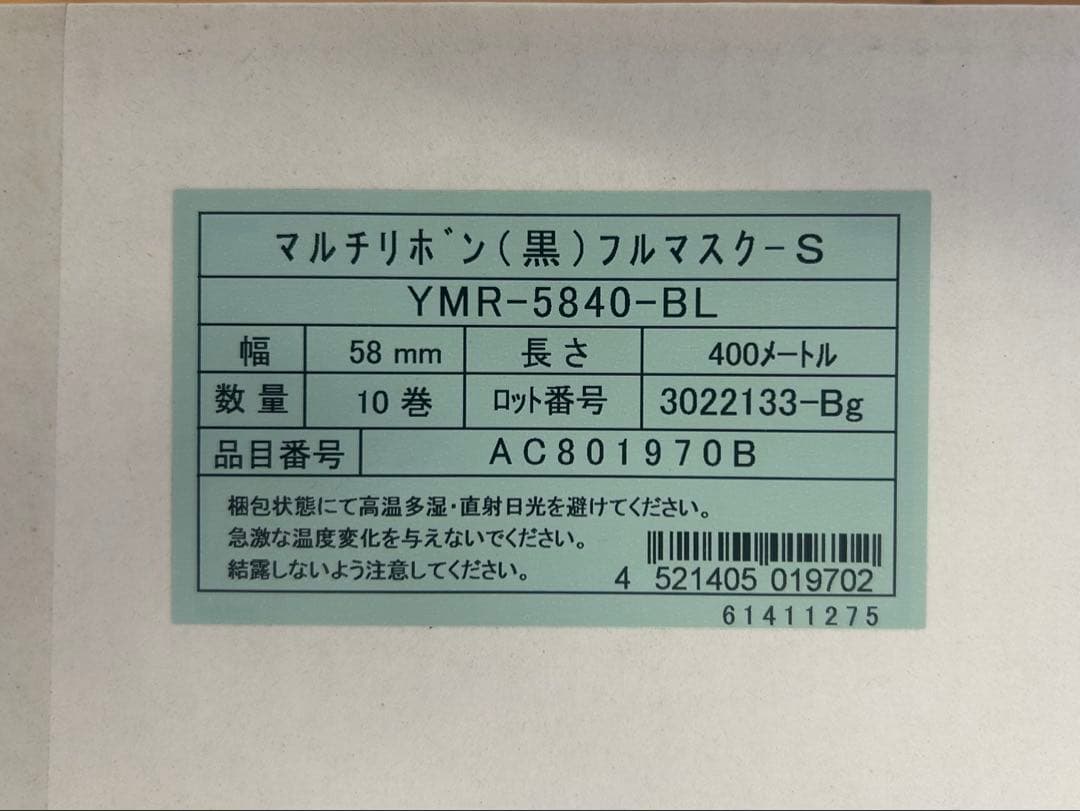 マルチリボン(黒)フルマスク-S
YMR-5840-BL
幅 58 mm 長さ 400メートル
数量 10 巻 ロット番号 3022133-Bg
品目番号 AC801970B
梱包状態にて高温多湿・直射日光を避けてください。
急激な温度変化を与えないでください。
結露しないよう注意してください。
4 521405 019702
61411275